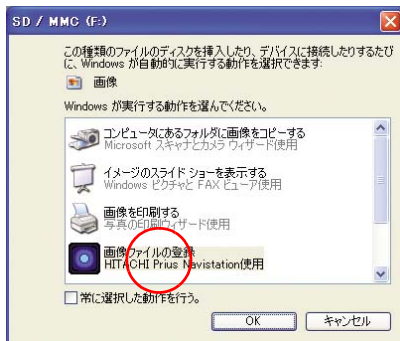 SD / MMC (F:)
この種類のファイルのディスクを挿入したり、デバイスに接続したりするたび
に、Windows が自動的に実行する動作を選択できます:
画像
Windows が実行する動作を選んでください。
コンピュータにあるフォルダに画像をコピーする
Microsoft スキャナとカメラ ウィザード使用
イメージのスライド ショーを表示する
Windows ピクチャと FAX ビューア使用
画像を印刷する
写真の印刷ウィザード使用
画像ファイルの登録
HITACHI Prius Navistation使用
常に選択した動作を行う。
OK
キャンセル